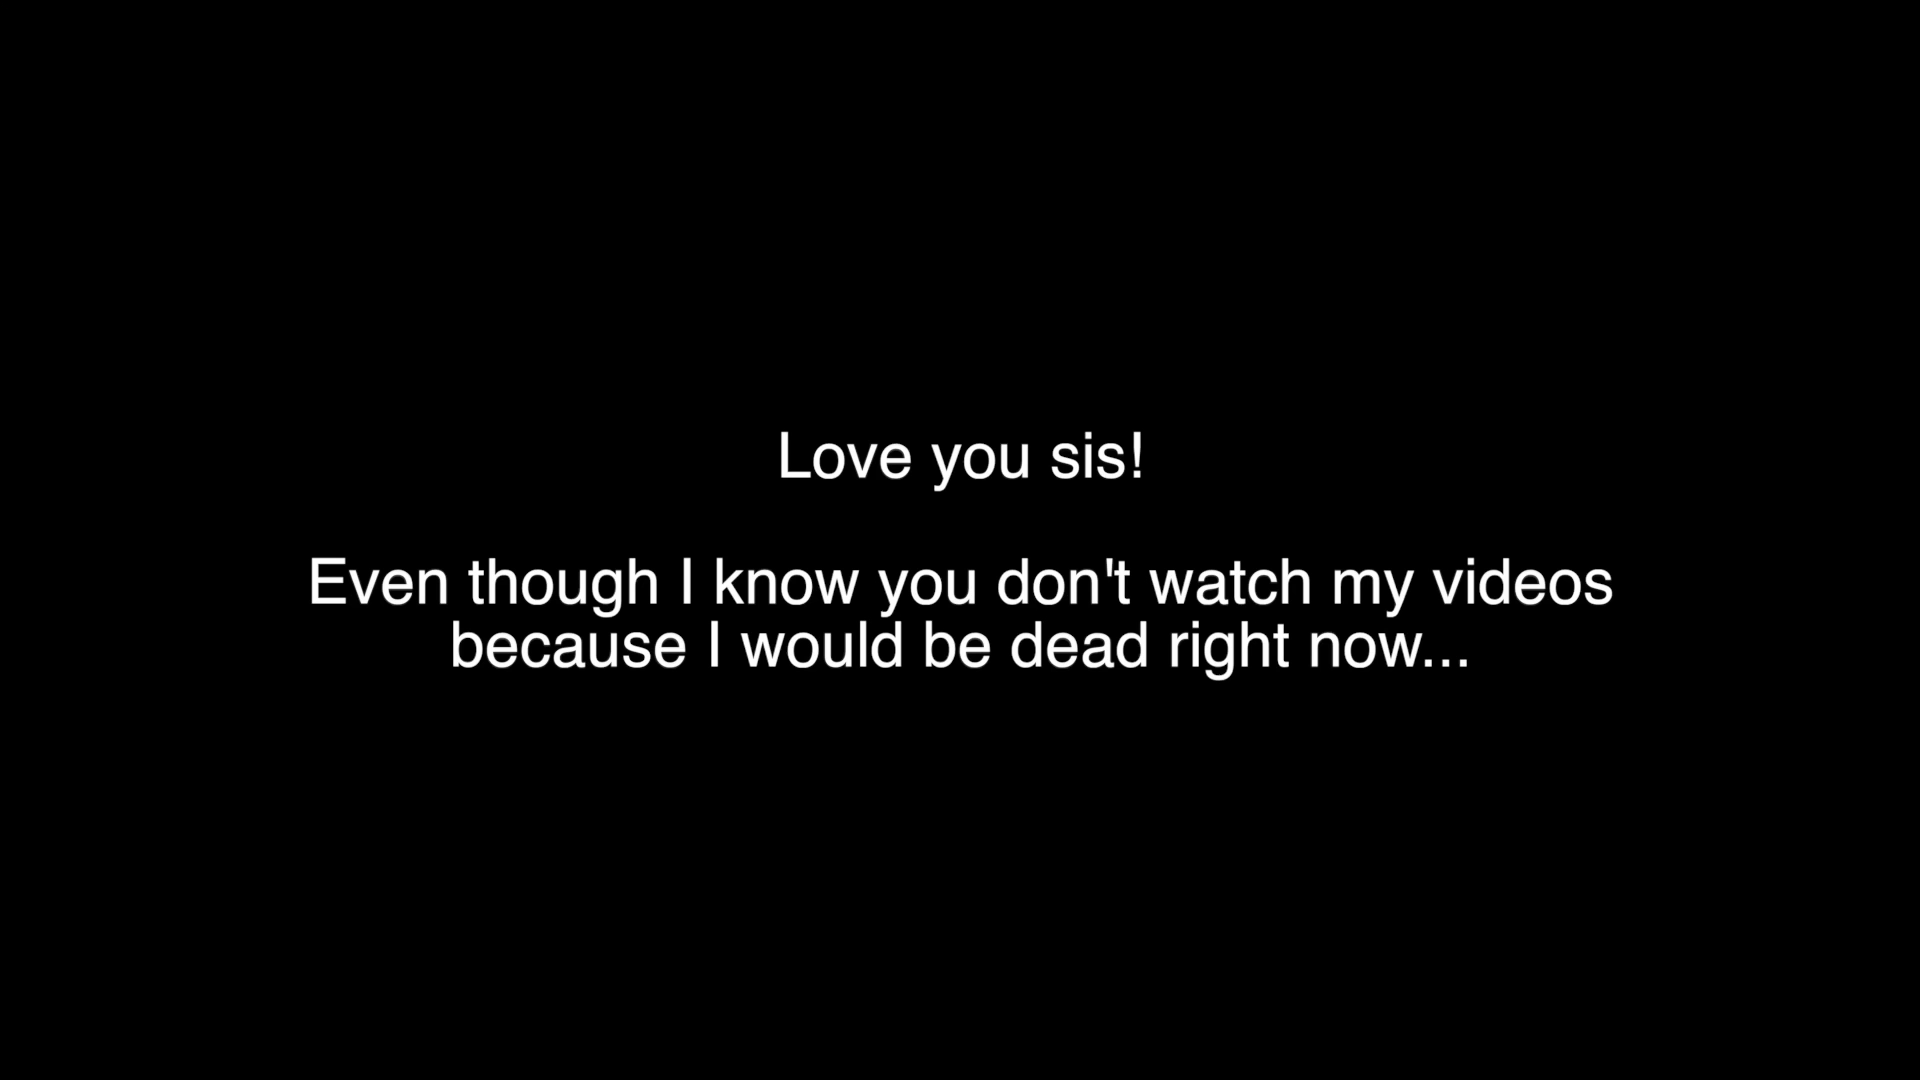 Love you sis!
Even though I know you don't watch my videos
because I would be dead right now...